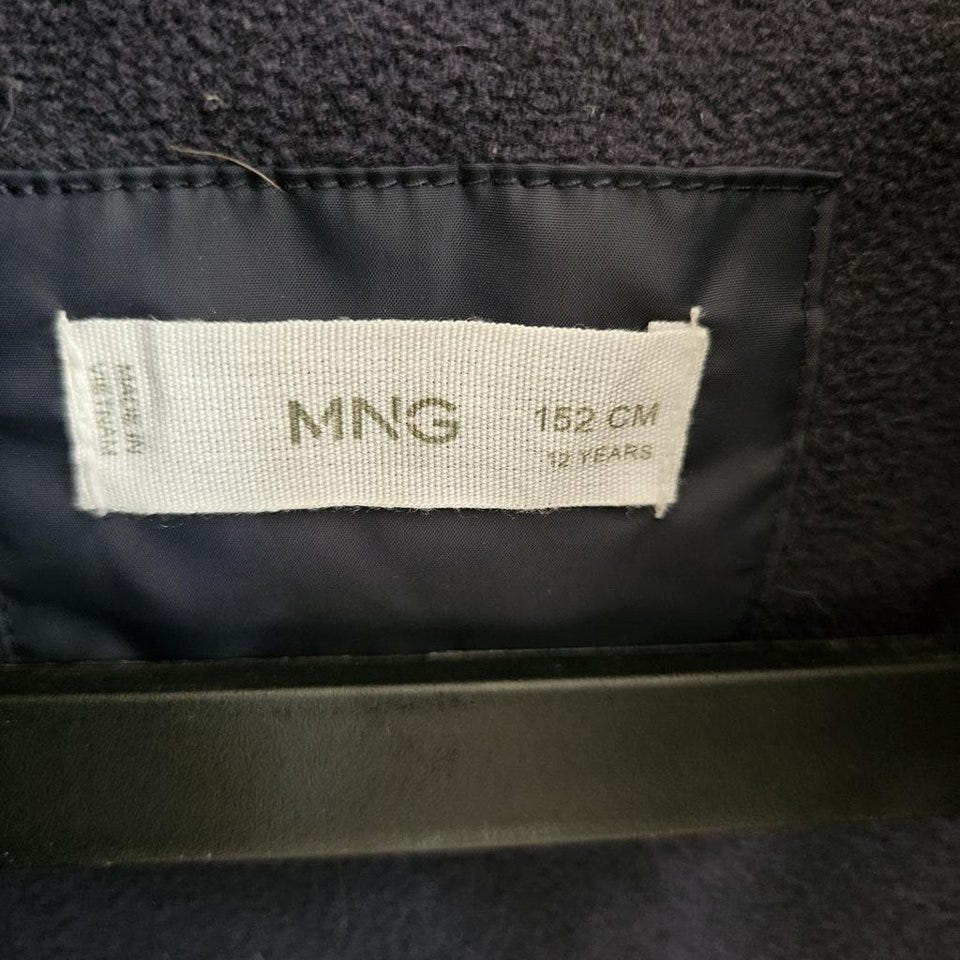 MADE IN
VIETNAM
MNG
152 CM
12 YEARS